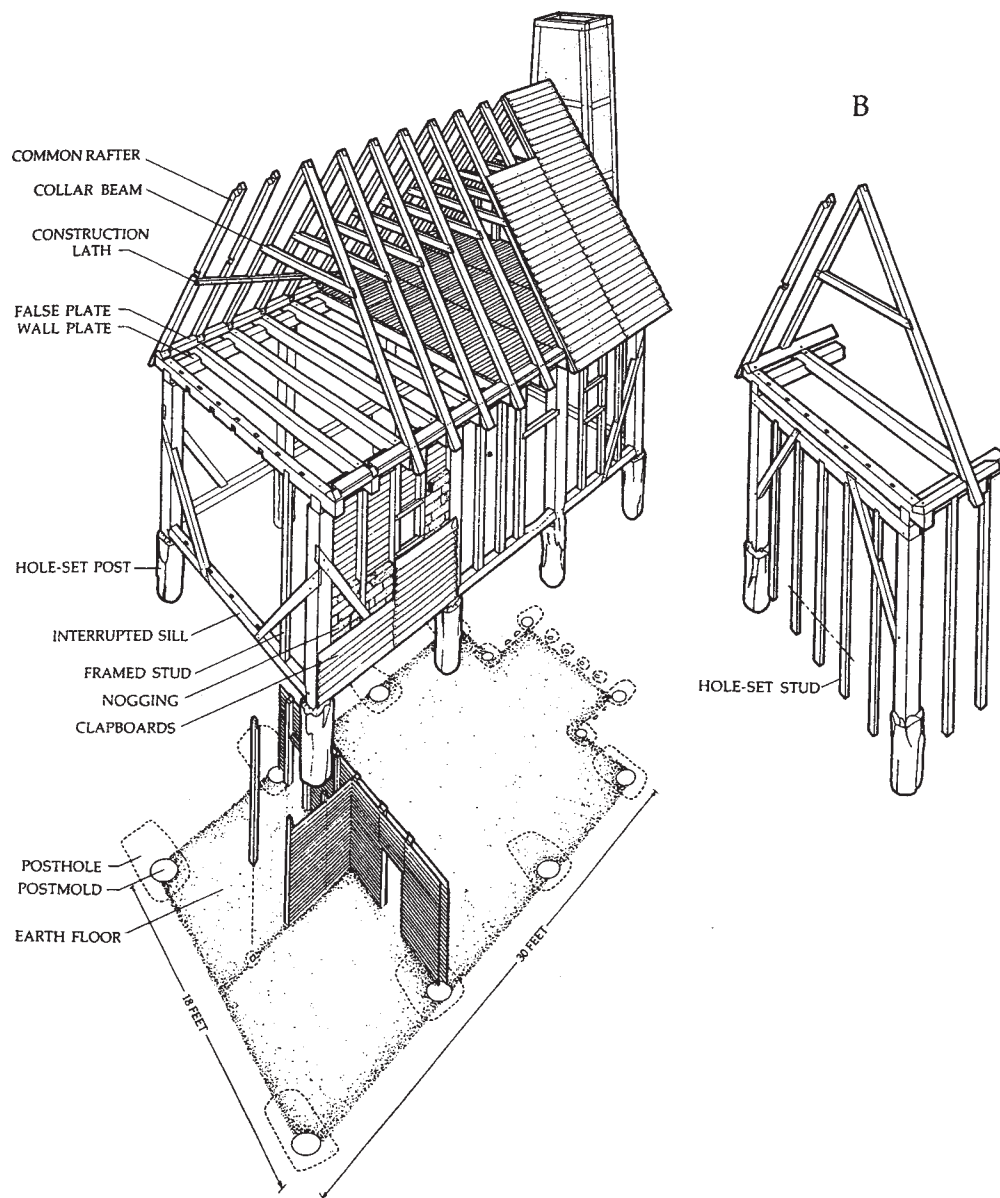 B
COMMON RAFTER
COLLAR BEAM
CONSTRUCTION
LATH
FALSE PLATE
WALL PLATE
HOLE-SET POST
INTERRUPTED SILL
FRAMED STUD
NOGGING
CLAPBOARDS
HOLE-SET STUD
POSTHOLE
POSTMOLD
EARTH FLOOR
18 FEET
30 FEET